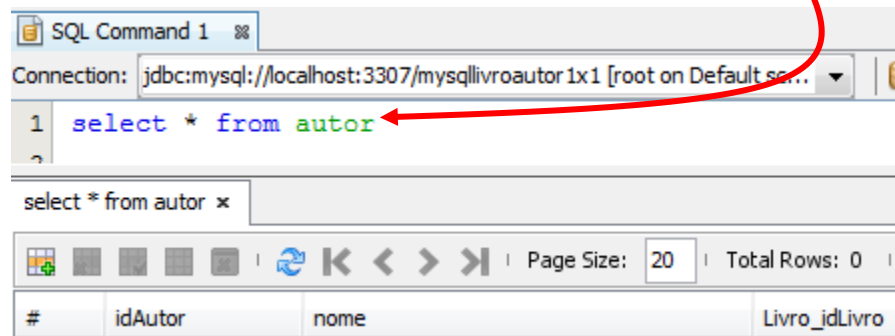 SQL Command 1
Connection: jdbc:mysql://localhost:3307/mysqllivroautor1x1 [root on Default
1 select * from autor
select * from autor
Page Size: 20 Total Rows: 0
# idAutor nome Livro_idLivro